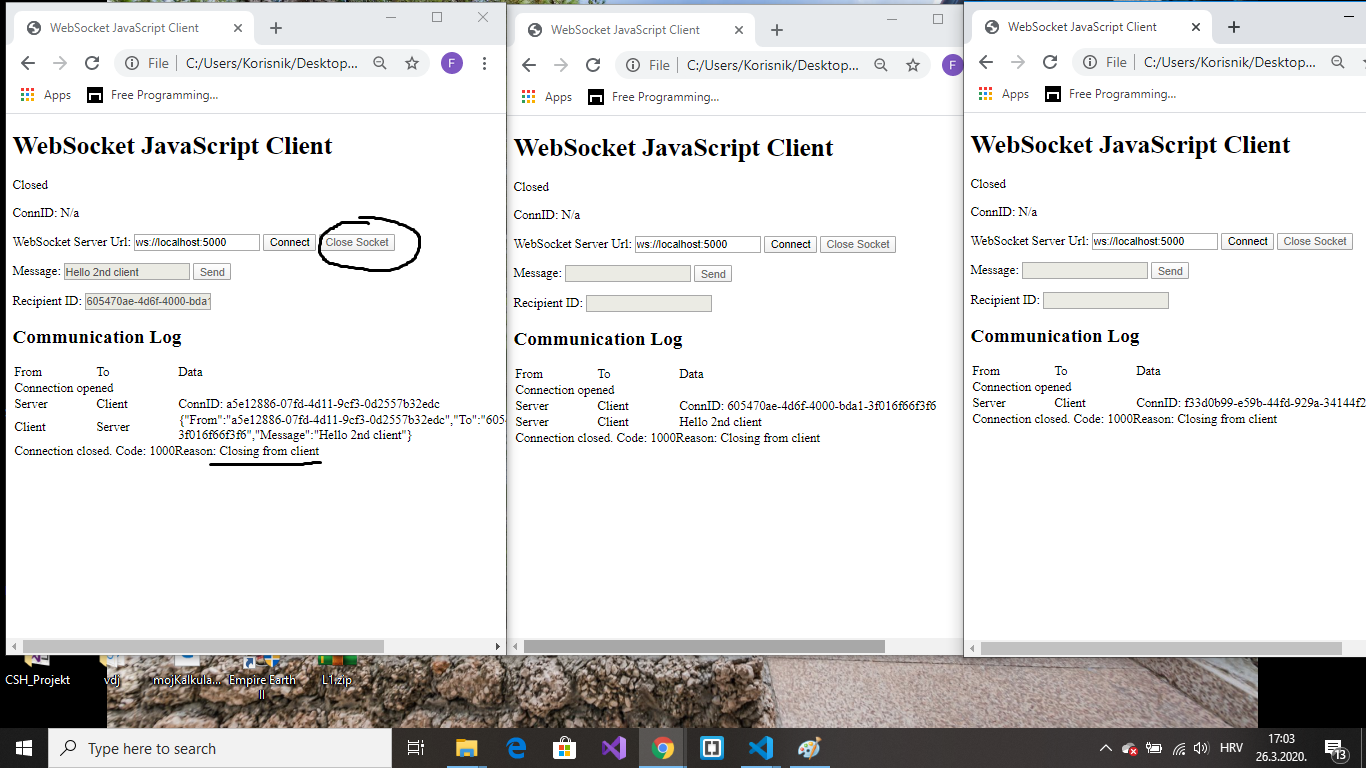 WebSocket JavaScript Client
File
C:/Users/Korisnik/Desktop...
F
Apps
Free Programming...
WebSocket JavaScript Client
Closed
ConnID: N/a
WebSocket Server Url: ws://localhost:5000 Connect Close Socket
Message: Hello 2nd client Send
Recipient ID: 605470ae-4d6f-4000-bda1
Communication Log
From To Data
Connection opened
Server Client ConnID: a5e12886-07fd-4d11-9cf3-0d2557b32edc
Client Server {"From":"a5e12886-07fd-4d11-9cf3-0d2557b32edc","To":"605
3f016f66f3f6","Message":"Hello 2nd client"}
Connection closed. Code: 1000Reason: Closing from client
WebSocket JavaScript Client
File
C:/Users/Korisnik/Desktop...
F
Apps
Free Programming...
WebSocket JavaScript Client
Closed
ConnID: N/a
WebSocket Server Url: ws://localhost:5000 Connect Close Socket
Message: Send
Recipient ID:
Communication Log
From To Data
Connection opened
Server Client ConnID: 605470ae-4d6f-4000-bda1-3f016f66f3f6
Server Client Hello 2nd client
Connection closed. Code: 1000Reason: Closing from client
WebSocket JavaScript Client
File
C:/Users/Korisnik/Desktop...
Apps
Free Programming...
WebSocket JavaScript Client
Closed
ConnID: N/a
WebSocket Server Url: ws://localhost:5000 Connect Close Socket
Message: Send
Recipient ID:
Communication Log
From To Data
Connection opened
Server Client ConnID: f33d0b99-e59b-44fd-929a-34144f2
Connection closed. Code: 1000Reason: Closing from client
CSH_Projekt
vdj
mojKalkula...
Empire Earth
II
L1.zip
Type here to search
HRV
17:03
26.3.2020.
13